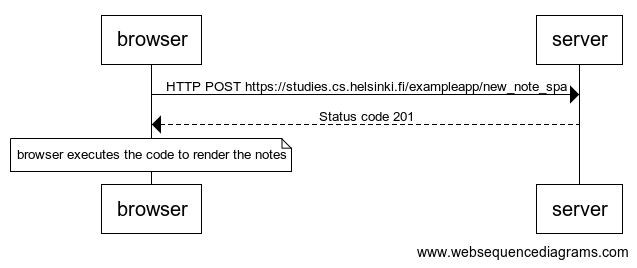 browser
server
HTTP POST https://studies.cs.helsinki.fi/exampleapp/new_note_spa
Status code 201
browser executes the code to render the notes
browser
server
www.websequencediagrams.com